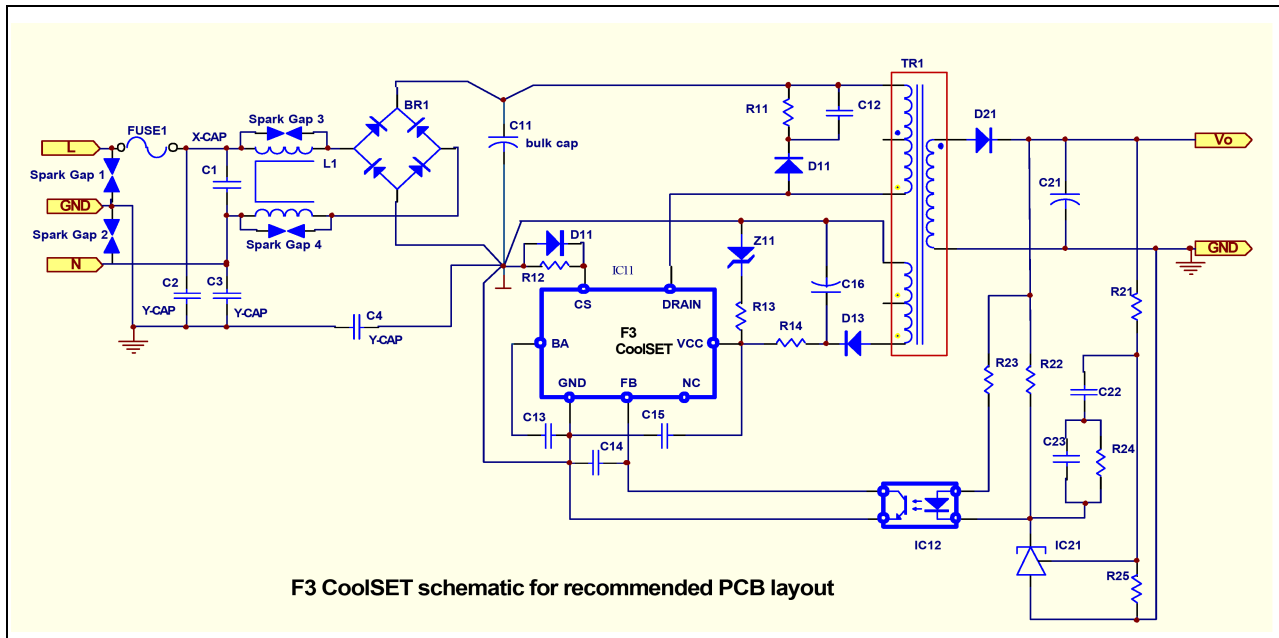 TR1
BR1
R11
C12
Spark Gap 3
FUSE1
X-CAP
C11
bulk cap
D21
L
Vo
L1
C1
D11
Spark Gap 1
C21
GND
Spark Gap 2
Spark Gap 4
D11
Z11
GND
N
R12
IC11
C2
C3
C16
CS
DRAIN
R21
Y-CAP
Y-CAP
C4
R13
R14
D13
Y-CAP
F3
CoolSET
BA
VCC
R23
R22
GND
FB
NC
C22
C13
C15
C14
C23
R24
IC12
IC21
R25
F3 CoolSET schematic for recommended PCB layout